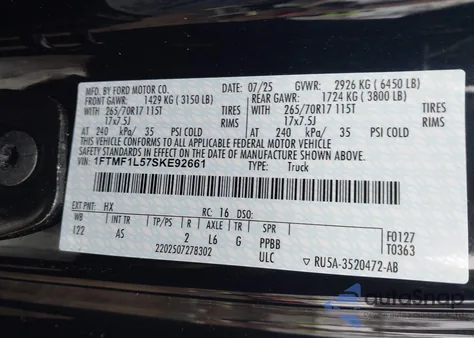 MFD. BY FORD MOTOR CO. 07/25 GVWR: 2926 KG ( 6450 LB)
FRONT GAWR: 1429 KG ( 3150 LB) REAR GAWR: 1724 KG ( 3800 LB)
265/70R17 115T TIRES 265/70R17 115T TIRES
17x7.5J RIMS 17x7.5J RIMS
AT 240 kPa/ 35 PSI COLD AT 240 kPa/ 35 PSI COLD
THIS VEHICLE CONFORMS TO ALL APPLICABLE FEDERAL MOTOR VEHICLE
SAFETY STANDARDS IN EFFECT ON THE DATE OF MANUFACTURE SHOWN ABOVE.
1FTMF1L57SKE92661 TYPE: Truck
EXT PNT: HX RC: 16 DSO: F0127
WB INT TR TP/PS R AXLE TR SPR T0363
122 AS 2 L6 G PPBB
2202507278302 ULC ▽ RU5A-3520472-AB
autoSnap